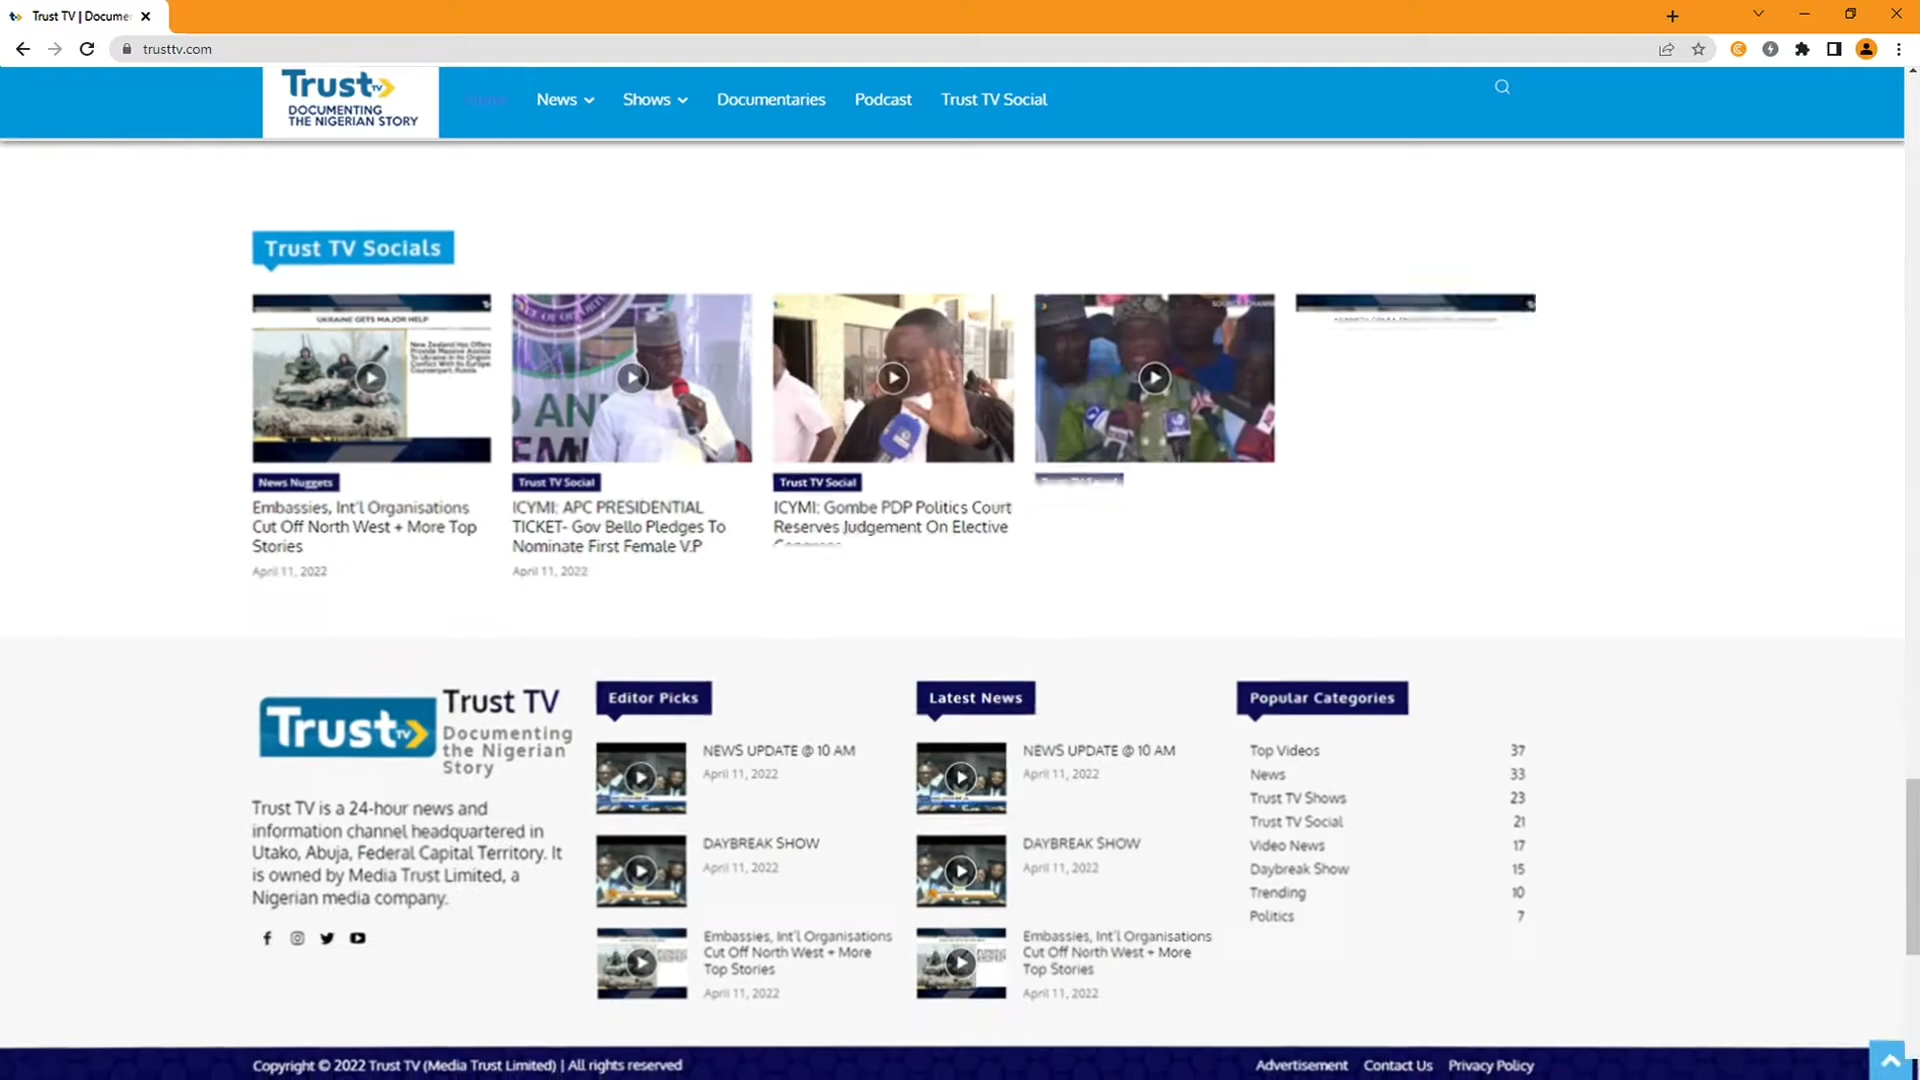 Trust TV | Docume
trusttv.com
Trust TV
DOCUMENTING
THE NIGERIAN STORY
Home
News
Shows
Documentaries
Podcast
Trust TV Social
Trust TV Socials
UKRAINE GETS MAJOR HELP
News Nuggets
Embassies, Int'l Organisations
Cut Off North West + More Top
Stories
April 11, 2022
Trust TV Social
ICYMI: APC PRESIDENTIAL
TICKET- Gov Bello Pledges To
Nominate First Female V.P
April 11, 2022
Trust TV Social
ICYMI: Gombe PDP Politics Court
Reserves Judgement On Elective
Trust TV
Trust TV
Documenting
the Nigerian
Story
Trust TV is a 24-hour news and
information channel headquartered in
Utako, Abuja, Federal Capital Territory. It
is owned by Media Trust Limited, a
Nigerian media company.
Editor Picks
NEWS UPDATE @ 10 AM
April 11, 2022
DAYBREAK SHOW
April 11, 2022
Embassies, Int'l Organisations
Cut Off North West + More
Top Stories
April 11, 2022
Latest News
NEWS UPDATE @ 10 AM
April 11, 2022
DAYBREAK SHOW
April 11, 2022
Embassies, Int'l Organisations
Cut Off North West + More
Top Stories
April 11, 2022
Popular Categories
Top Videos 37
News 33
Trust TV Shows 23
Trust TV Social 21
Video News 17
Daybreak Show 15
Trending 10
Politics 7
Copyright © 2022 Trust TV (Media Trust Limited) | All rights reserved
Advertisement
Contact Us
Privacy Policy